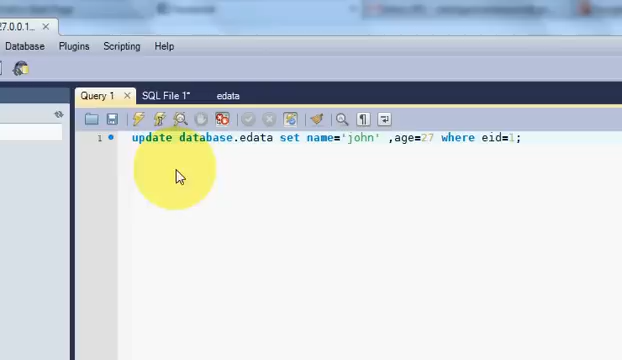 27.0.0.1...
Database Plugins Scripting Help
Query 1 SQL File 1* edata
1 update database.edata set name='john' ,age=27 where eid=1;